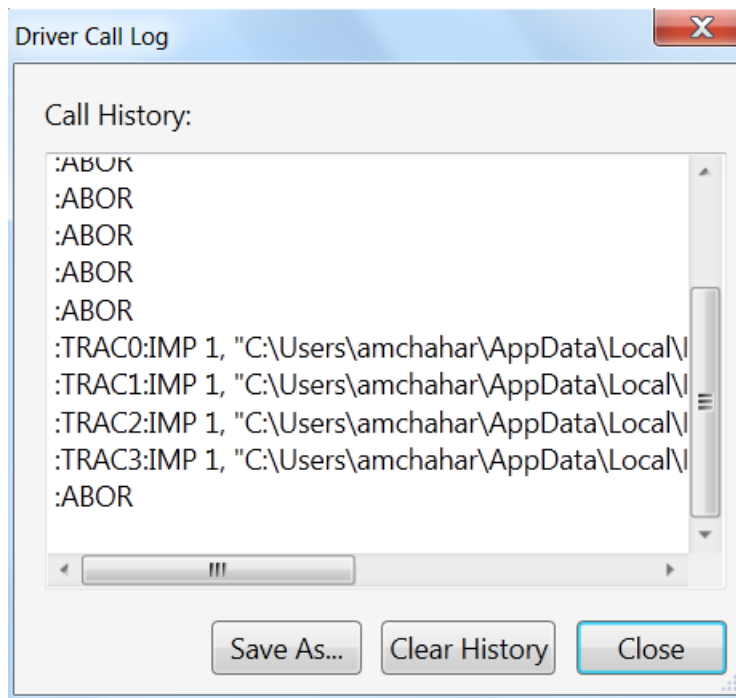 Driver Call Log
Call History:
:ABOR
:ABOR
:ABOR
:ABOR
:ABOR
:TRAC0:IMP 1, "C:\Users\amchahar\AppData\Local\
:TRAC1:IMP 1, "C:\Users\amchahar\AppData\Local\
:TRAC2:IMP 1, "C:\Users\amchahar\AppData\Local\
:TRAC3:IMP 1, "C:\Users\amchahar\AppData\Local\
:ABOR
Save As...
Clear History
Close